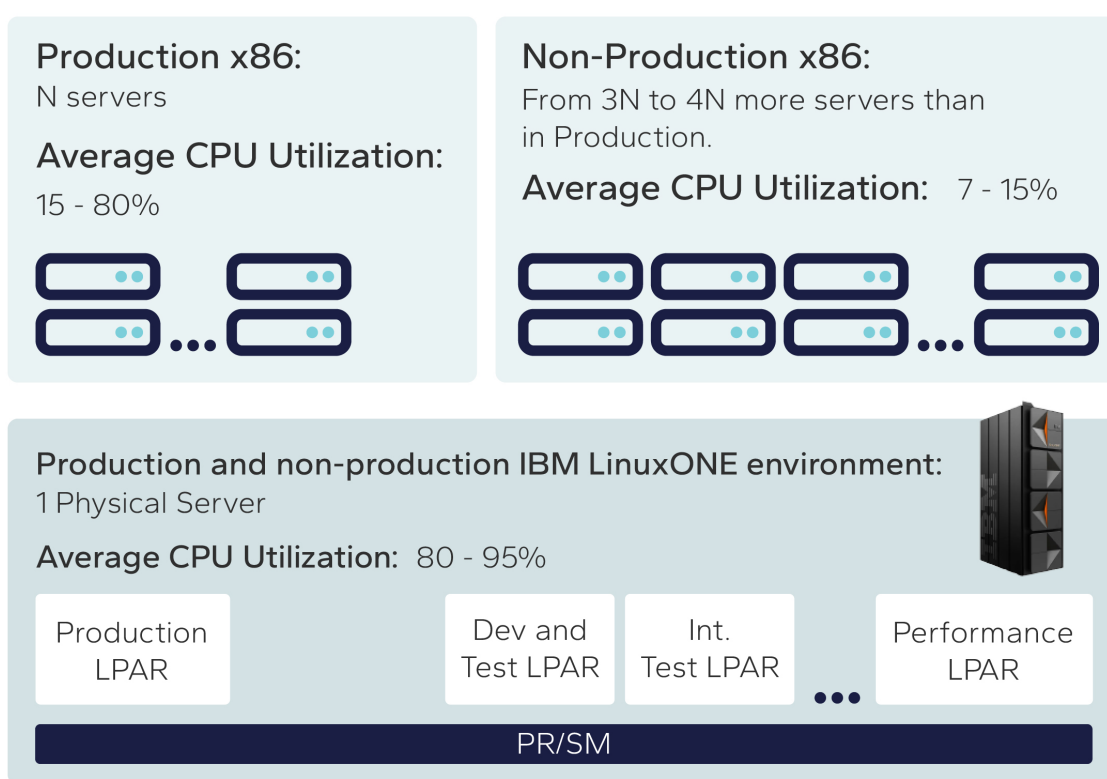 Production x86:
N servers
Average CPU Utilization:
15 - 80%
Non-Production x86:
From 3N to 4N more servers than
in Production.
Average CPU Utilization: 7 - 15%
Production and non-production IBM LinuxONE environment:
1 Physical Server
Average CPU Utilization: 80 - 95%
Production
LPAR
Dev and
Test LPAR
Int.
Test LPAR
Performance
LPAR
PR/SM
IBM